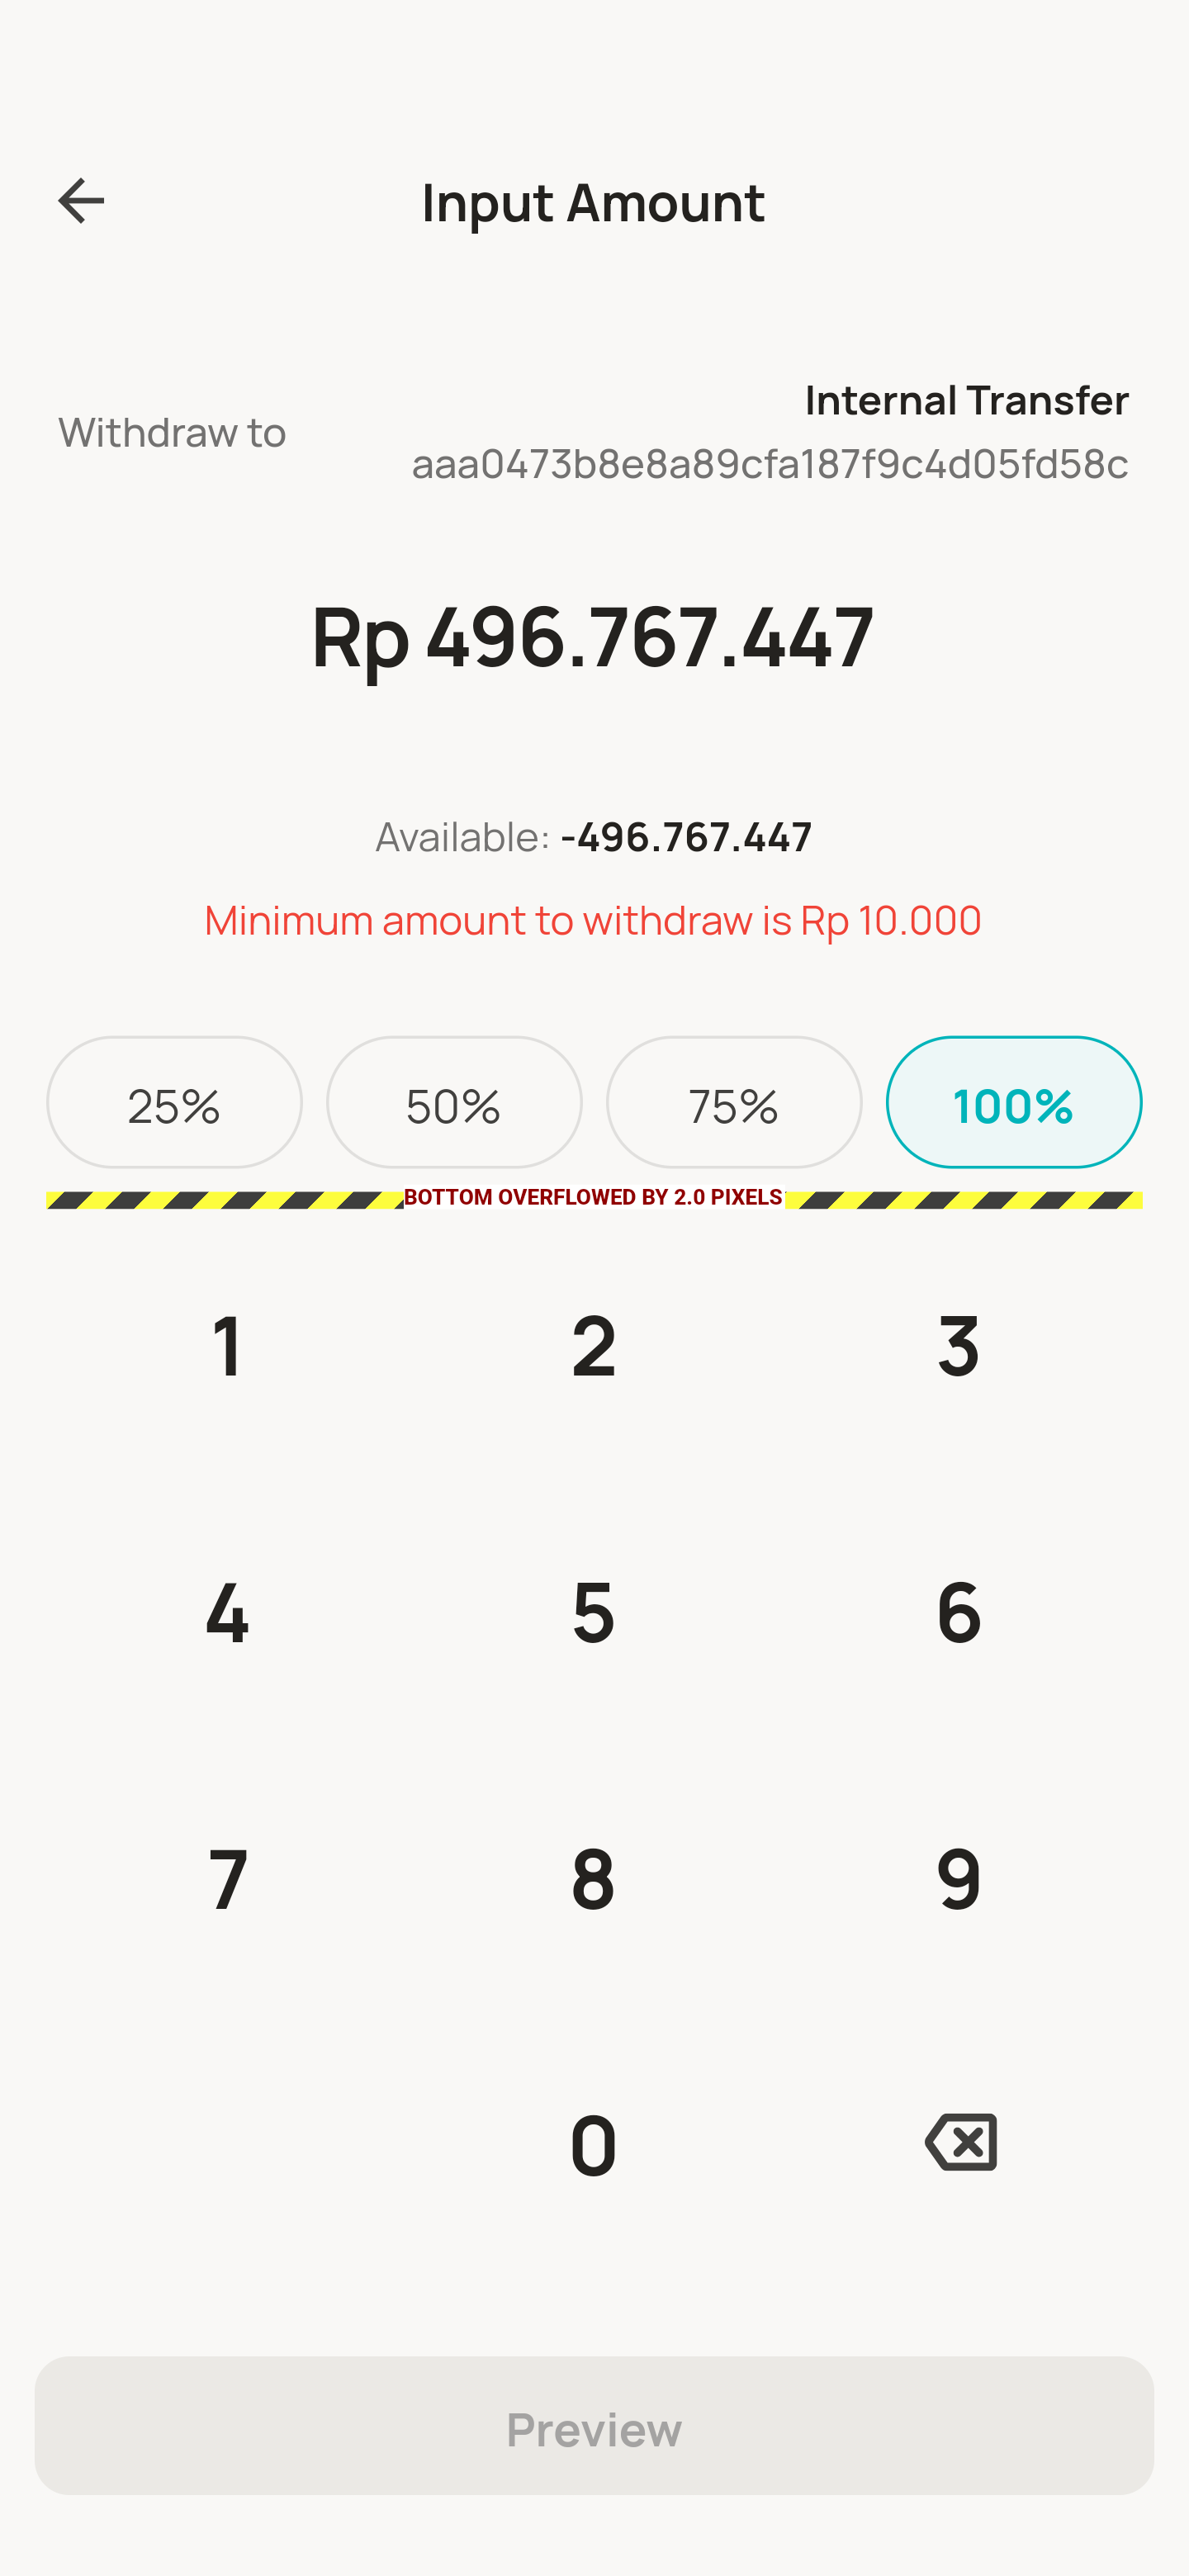 Input Amount
Withdraw to
Internal Transfer
aaa0473b8e8a89cfa187f9c4d05fd58c
Rp 496.767.447
Available: -496.767.447
Minimum amount to withdraw is Rp 10.000
25% 50% 75% 100%
BOTTOM OVERFLOWED BY 2.0 PIXELS
1 2 3
4 5 6
7 8 9
0
Preview